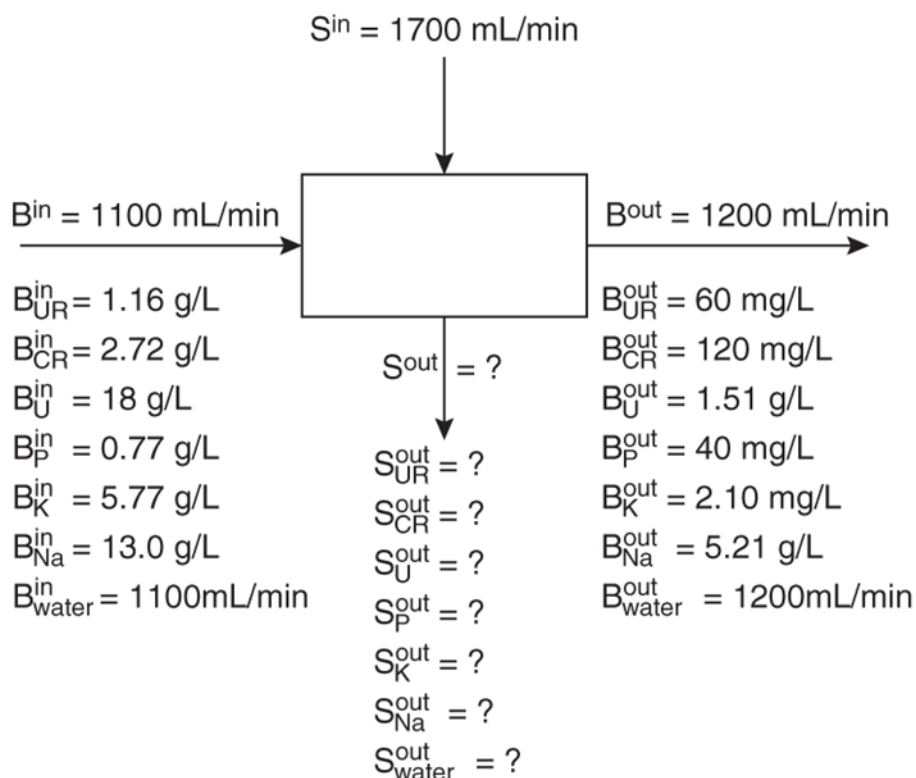 Sⁱⁿ = 1700 mL/min
Bⁱⁿ = 1100 mL/min
B^in_UR = 1.16 g/L
B^in_CR = 2.72 g/L
B^in_U = 18 g/L
B^in_P = 0.77 g/L
B^in_K = 5.77 g/L
B^in_Na = 13.0 g/L
B^in_water = 1100mL/min
S^out = ?
S^out_UR = ?
S^out_CR = ?
S^out_U = ?
S^out_P = ?
S^out_K = ?
S^out_Na = ?
S^out_water = ?
B^out = 1200 mL/min
B^out_UR = 60 mg/L
B^out_CR = 120 mg/L
B^out_U = 1.51 g/L
B^out_P = 40 mg/L
B^out_K = 2.10 mg/L
B^out_Na = 5.21 g/L
B^out_water = 1200mL/min